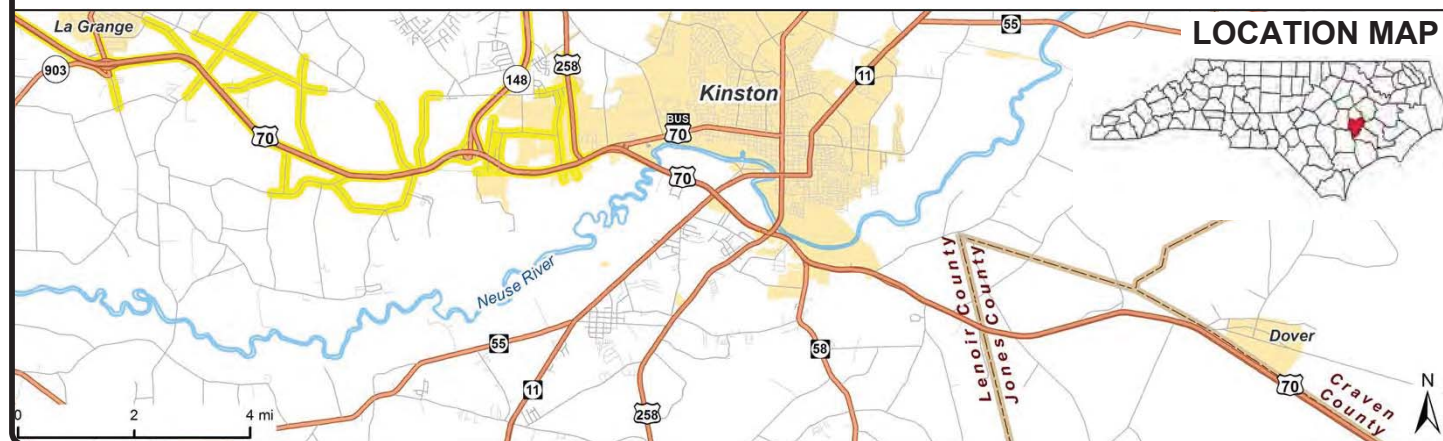 La Grange
903
70
148
258
BUS
70
Kinston
11
55
LOCATION MAP
70
Neuse River
55
11
258
58
Lenoir County
Jones County
Dover
70
Craven
County
N
0 2 4 mi